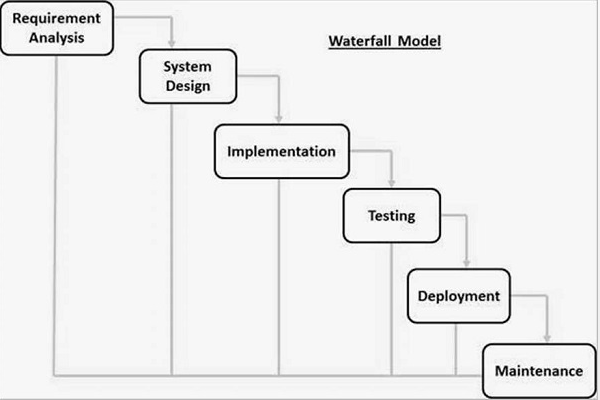 Requirement
Analysis
Waterfall Model
System
Design
Implementation
Testing
Deployment
Maintenance